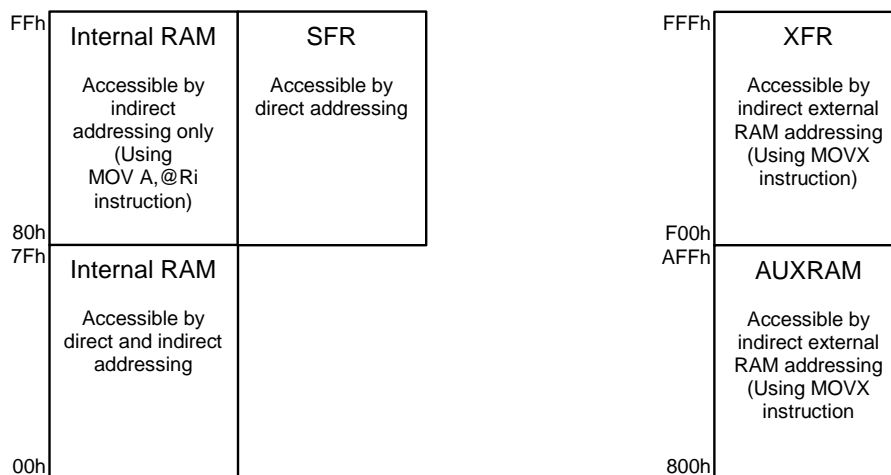 FFh
Internal RAM
Accessible by
indirect
addressing only
(Using
MOV A,@Ri
instruction)
80h
SFR
Accessible by
direct addressing
7Fh
Internal RAM
Accessible by
direct and indirect
addressing
00h
FFFh
XFR
Accessible by
indirect external
RAM addressing
(Using MOVX
instruction)
F00h
AFFh
AUXRAM
Accessible by
indirect external
RAM addressing
(Using MOVX
instruction
800h